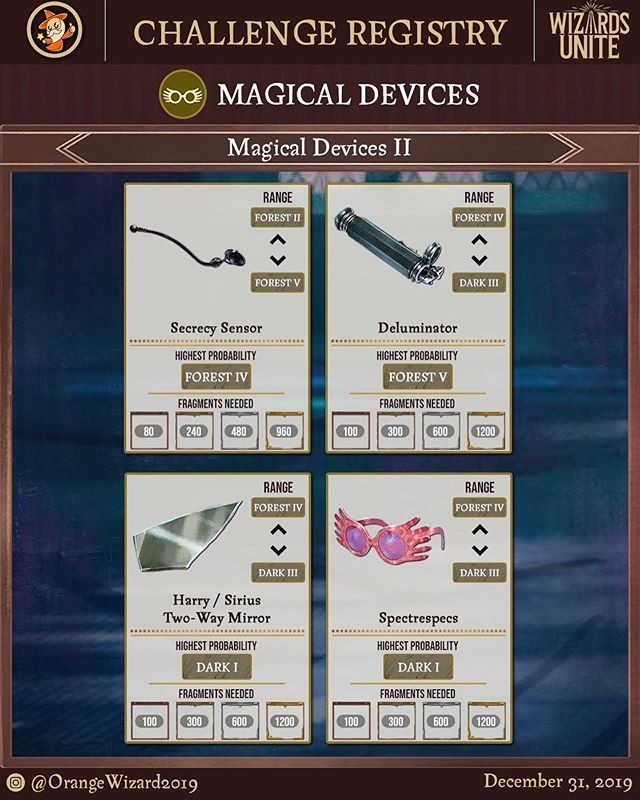 CHALLENGE REGISTRY
WIZARDS
UNITE
MAGICAL DEVICES
Magical Devices II
RANGE
FOREST II
FOREST V
Secrecy Sensor
HIGHEST PROBABILITY
FOREST IV
FRAGMENTS NEEDED
80 240 480 960
RANGE
FOREST IV
DARK III
Deluminator
HIGHEST PROBABILITY
FOREST V
FRAGMENTS NEEDED
100 300 600 1200
RANGE
FOREST IV
DARK III
Harry / Sirius
Two-Way Mirror
HIGHEST PROBABILITY
DARK I
FRAGMENTS NEEDED
100 300 600 1200
RANGE
FOREST IV
DARK III
Spectrespecs
HIGHEST PROBABILITY
DARK I
FRAGMENTS NEEDED
100 300 600 1200
@OrangeWizard2019
December 31, 2019